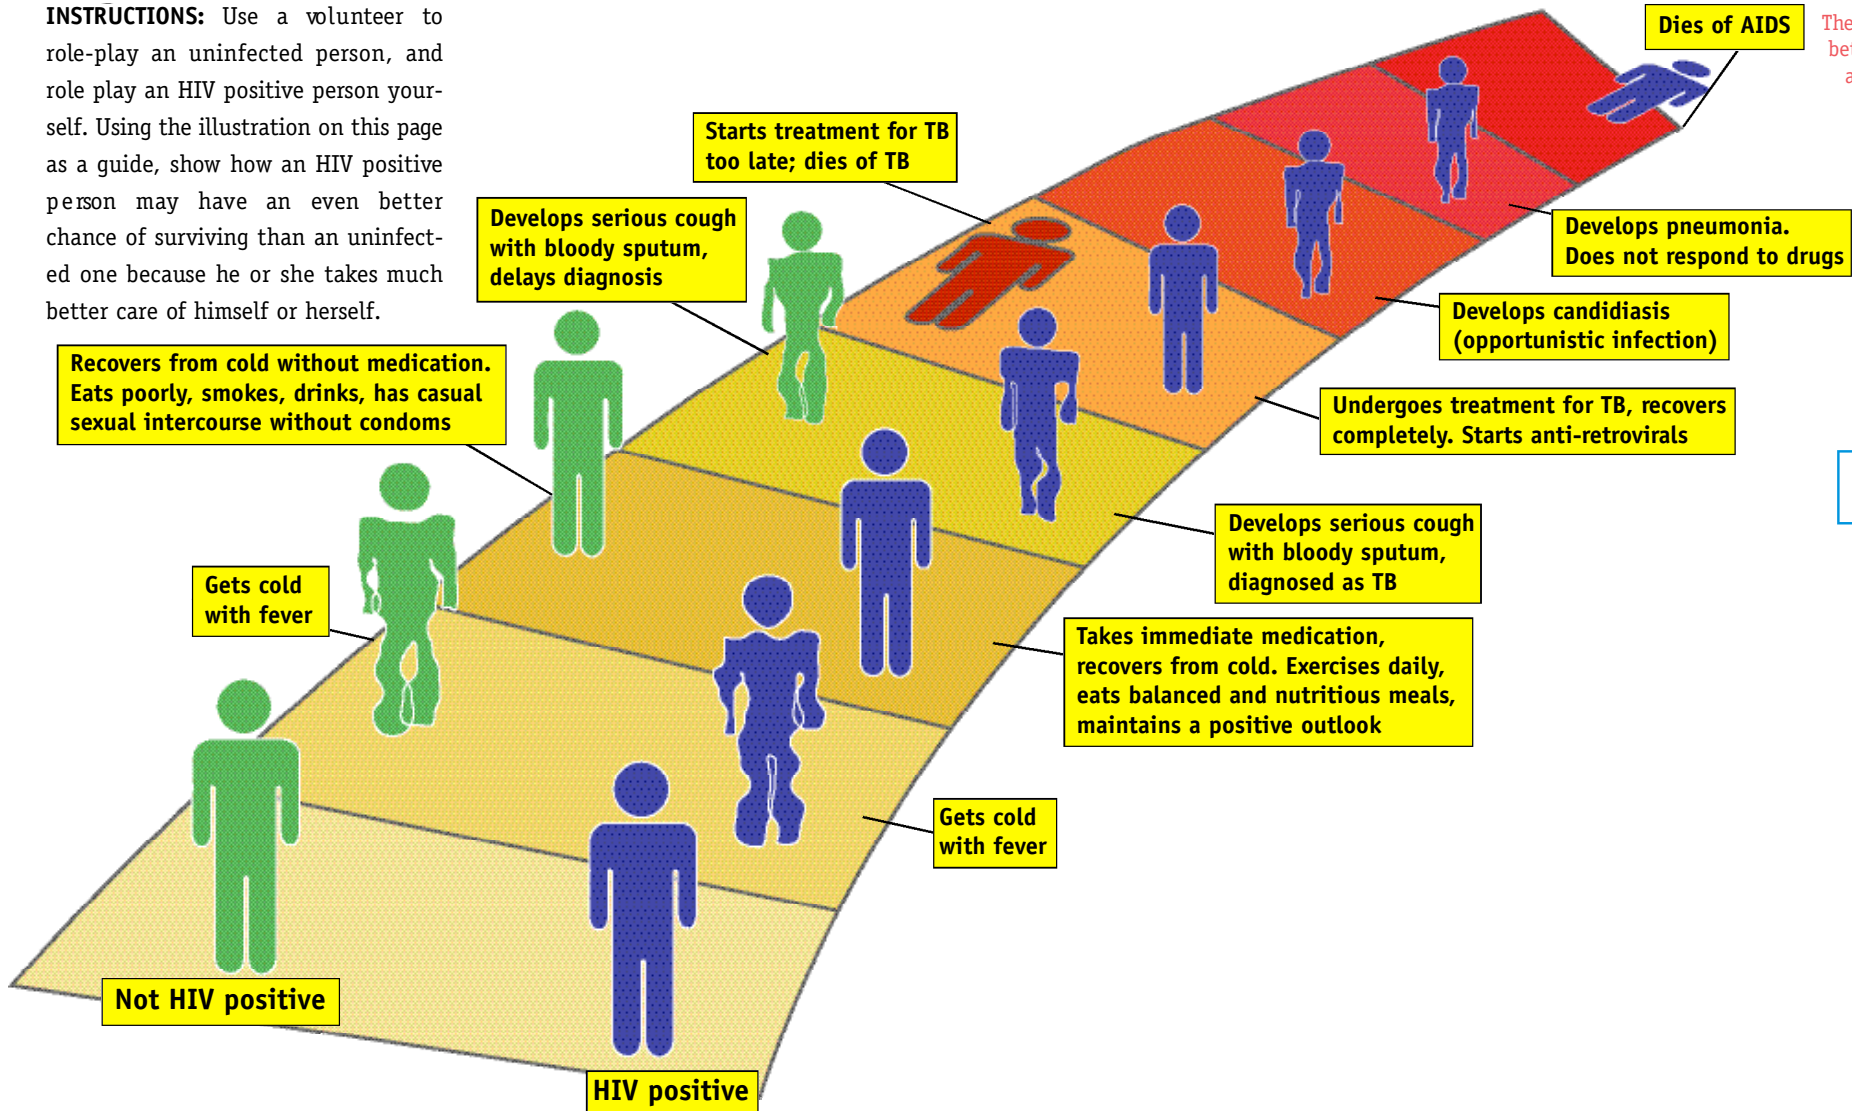 INSTRUCTIONS: Use a volunteer to
role-play an uninfected person, and
role play an HIV positive person your-
self. Using the illustration on this page
as a guide, show how an HIV positive
person may have an even better
chance of surviving than an uninfect-
ed one because he or she takes much
better care of himself or herself.
Dies of AIDS
The
bet
a
Starts treatment for TB
too late; dies of TB
Develops serious cough
with bloody sputum,
delays diagnosis
Develops pneumonia.
Does not respond to drugs
Develops candidiasis
(opportunistic infection)
Recovers from cold without medication.
Eats poorly, smokes, drinks, has casual
sexual intercourse without condoms
Undergoes treatment for TB, recovers
completely. Starts anti-retrovirals
Develops serious cough
with bloody sputum,
diagnosed as TB
Gets cold
with fever
Takes immediate medication,
recovers from cold. Exercises daily,
eats balanced and nutritious meals,
maintains a positive outlook
Gets cold
with fever
Not HIV positive
HIV positive